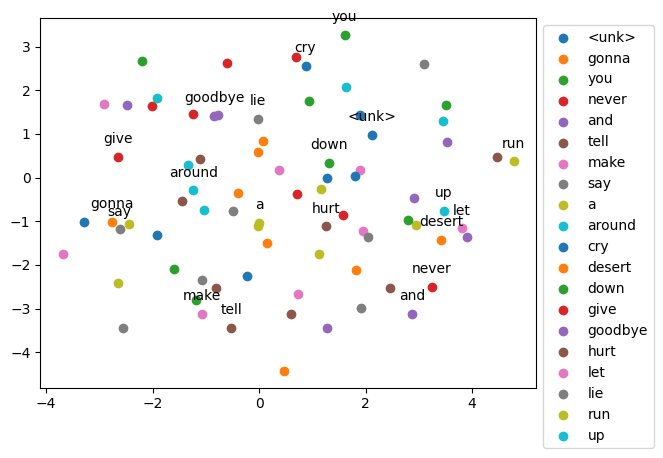 you
cry
goodbye
lie
<unk>
give
down
run
around
gonna
say
a
hurt
up
let
desert
never
make
and
tell
3
2
1
0
−1
−2
−3
−4
−4
−2
0
2
4
<unk>
gonna
you
never
and
tell
make
say
a
around
cry
desert
down
give
goodbye
hurt
let
lie
run
up